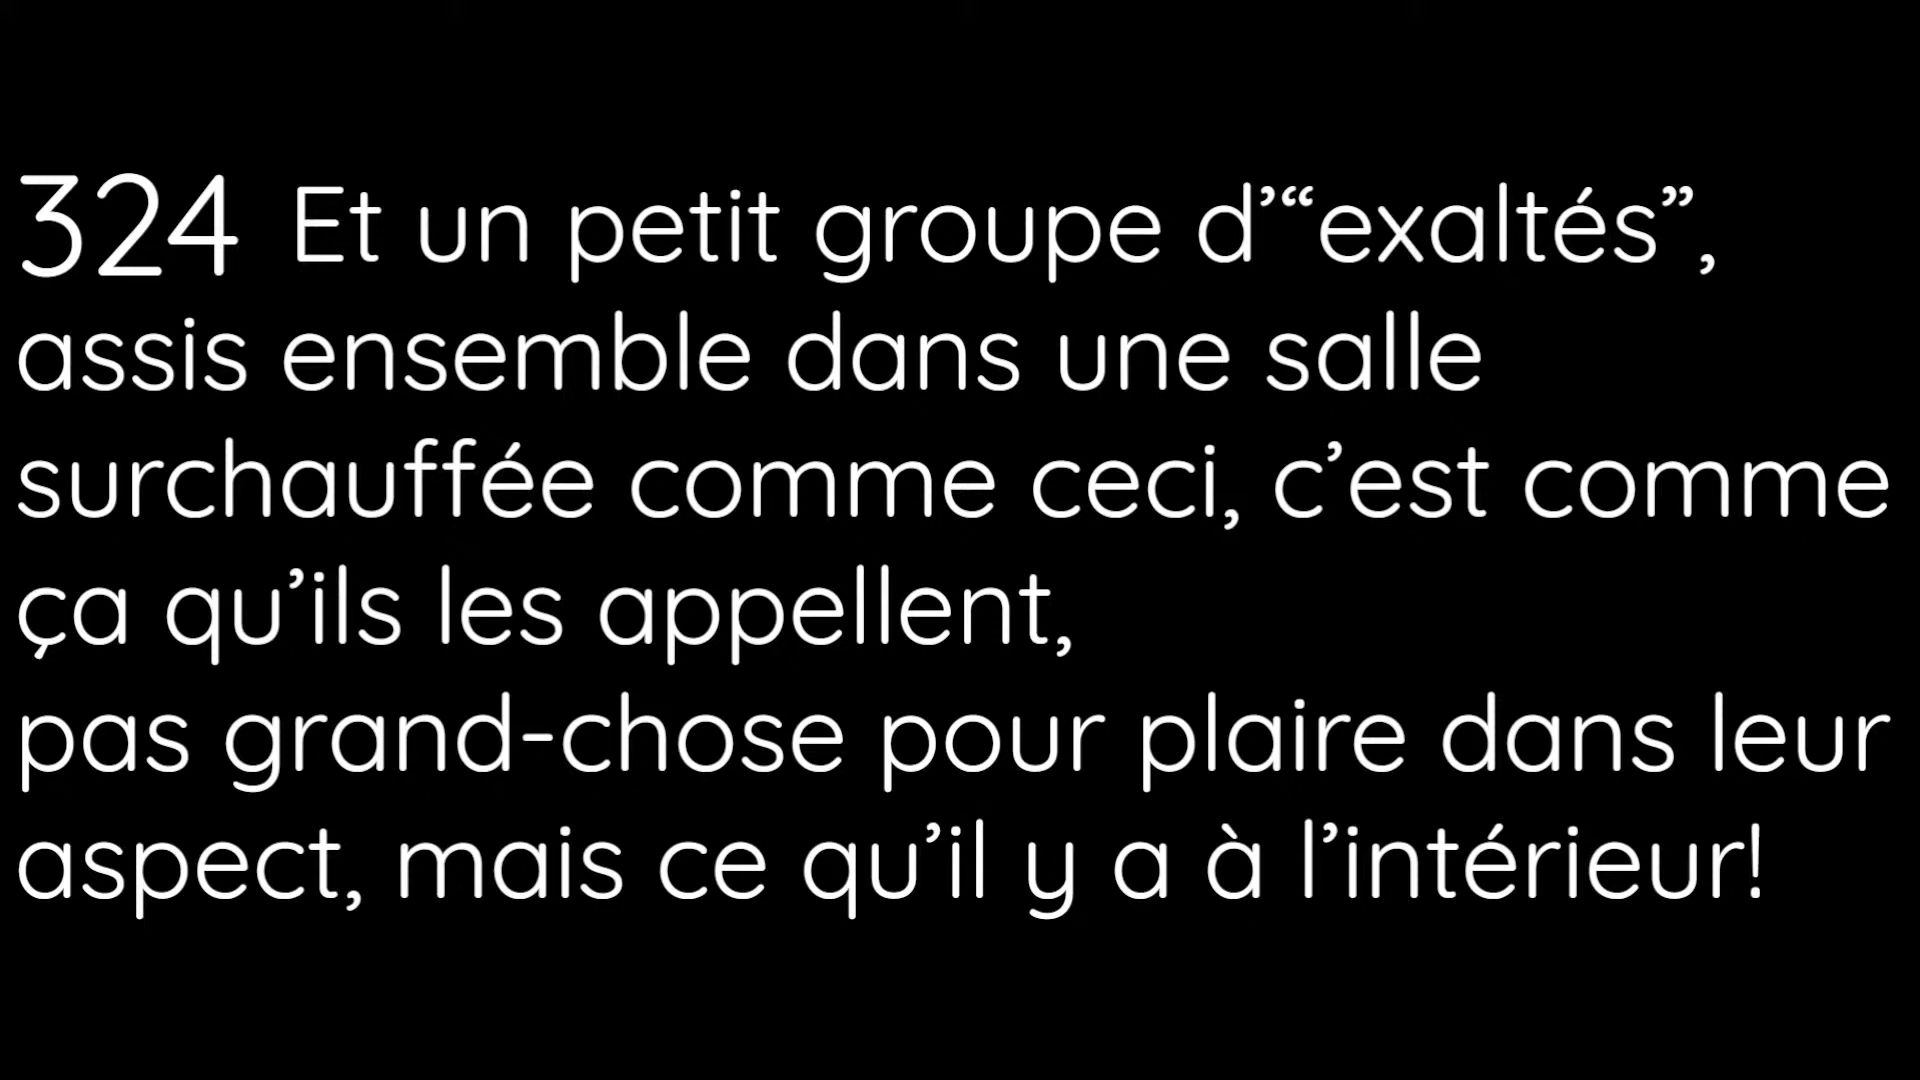 324 Et un petit groupe d’“exaltés”,
assis ensemble dans une salle
surchauffée comme ceci, c’est comme
ça qu’ils les appellent,
pas grand-chose pour plaire dans leur
aspect, mais ce qu’il y a à l’intérieur!